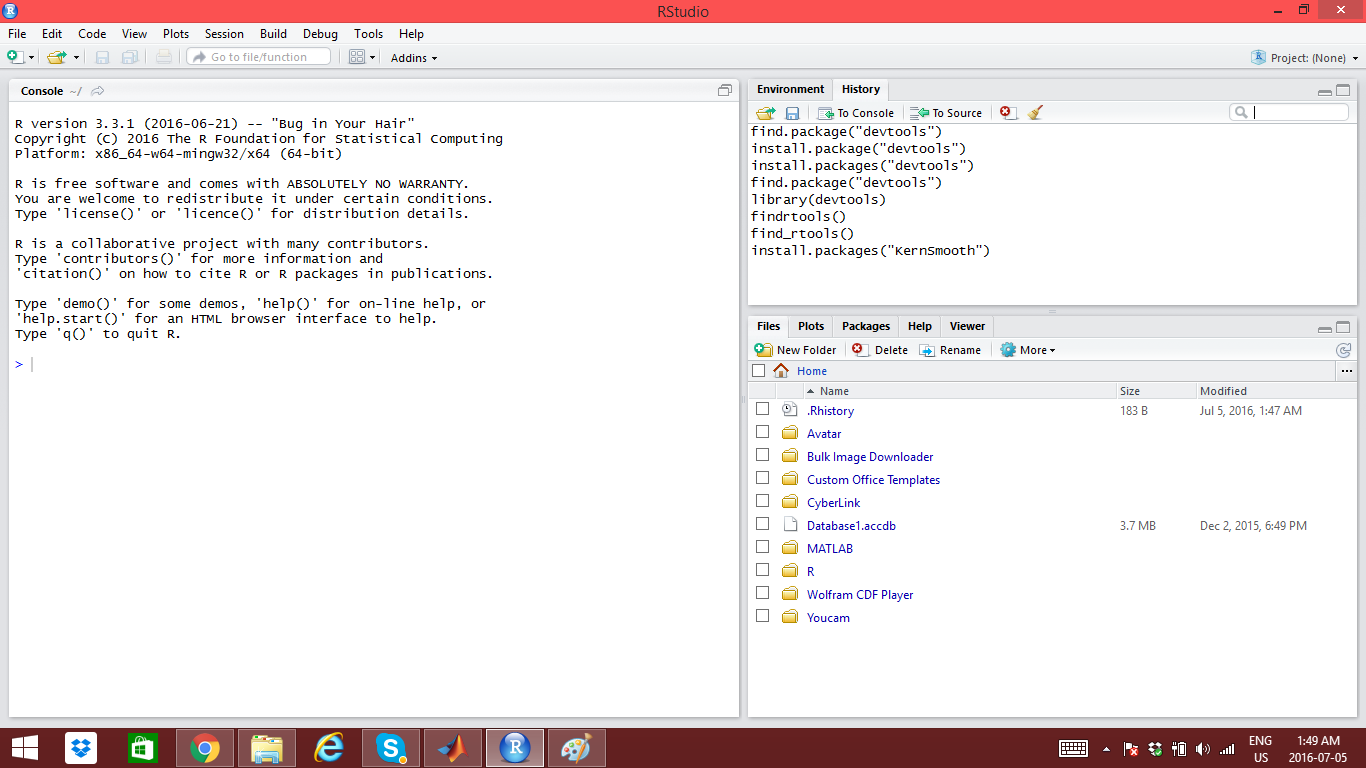 RStudio
File Edit Code View Plots Session Build Debug Tools Help
Go to file/function Addins Project: (None)
Console ~/
R version 3.3.1 (2016-06-21) -- "Bug in Your Hair"
Copyright (C) 2016 The R Foundation for Statistical Computing
Platform: x86_64-w64-mingw32/x64 (64-bit)
R is free software and comes with ABSOLUTELY NO WARRANTY.
You are welcome to redistribute it under certain conditions.
Type 'license()' or 'licence()' for distribution details.
R is a collaborative project with many contributors.
Type 'contributors()' for more information and
'citation()' on how to cite R or R packages in publications.
Type 'demo()' for some demos, 'help()' for on-line help, or
'help.start()' for an HTML browser interface to help.
Type 'q()' to quit R.
>
Environment History
To Console To Source
find.package("devtools")
install.package("devtools")
install.packages("devtools")
find.package("devtools")
library(devtools)
findrtools()
find_rtools()
install.packages("KernSmooth")
Files Plots Packages Help Viewer
New Folder Delete Rename More
Home ...
Name Size Modified
.Rhistory 183 B Jul 5, 2016, 1:47 AM
Avatar
Bulk Image Downloader
Custom Office Templates
CyberLink
Database1.accdb 3.7 MB Dec 2, 2015, 6:49 PM
MATLAB
R
Wolfram CDF Player
Youcam
ENG 1:49 AM
US 2016-07-05